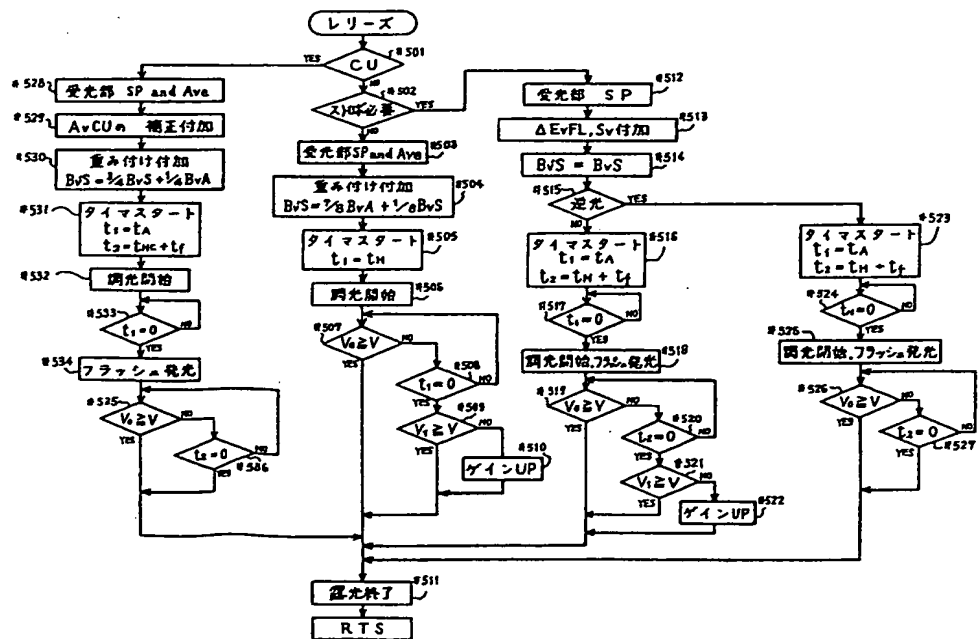 レリーズ
#501
CU
YES
NO
#502
ストロボ必要
YES
NO
#528
受光部 SP and Ave
#529
AvCUの 補正付加
#530
重み付け付加
BvS=3/4BvS+1/4BvA
#531
タイマスタート
t1=tA
t2=tHC+tf
#532
調光開始
#533
t1=0
NO
YES
#534
フラッシュ発光
#535
V0≧V
NO
YES
t2=0
NO
YES
#536
受光部SP and Ave
#503
重み付け付加
BvS=7/8BvA+1/8BvS
#504
タイマスタート
t1=tH
#505
調光開始
#506
#507
V0≧V
NO
YES
#508
t1=0
NO
YES
#509
V1≧V
NO
YES
#510
ゲインUP
#512
受光部 SP
#513
ΔEvFL,Sv付加
#514
BvS=BvS
#515
逆光
YES
NO
#516
タイマスタート
t1=tA
t2=tH+tf
#517
t1=0
NO
YES
#518
調光開始,フラッシュ発光
#519
V0≧V
NO
YES
#520
t2=0
NO
YES
#521
V1≧V
NO
YES
#522
ゲインUP
#523
タイマスタート
t1=tA
t2=tH-tf
#524
t1=0
NO
YES
#525
調光開始,フラッシュ発光
#526
V0≧V
NO
YES
t2=0
NO
YES
#527
#511
露光終了
RTS